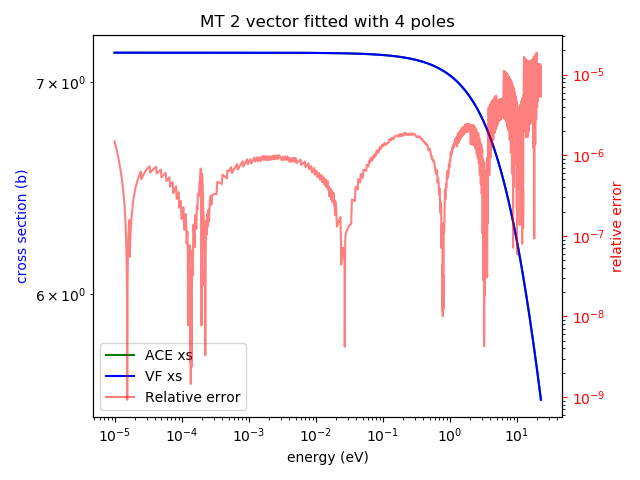 MT 2 vector fitted with 4 poles
cross section (b)
7 × 10⁰
6 × 10⁰
10⁻⁵
10⁻⁶
10⁻⁷
10⁻⁸
10⁻⁹
relative error
ACE xs
VF xs
Relative error
10⁻⁵ 10⁻⁴ 10⁻³ 10⁻² 10⁻¹ 10⁰ 10¹
energy (eV)